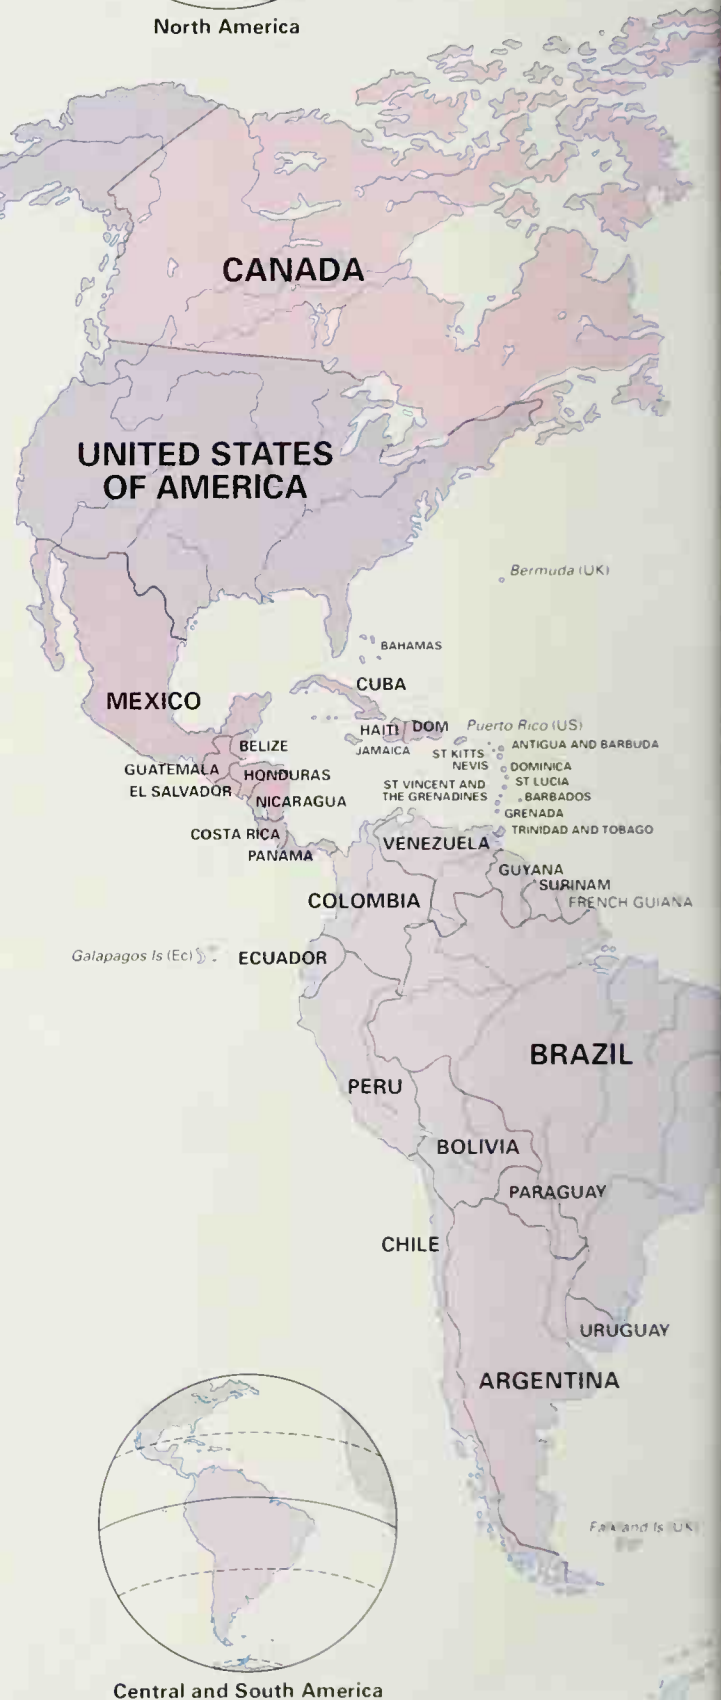 North America
CANADA
UNITED STATES
OF AMERICA
Bermuda (UK)
BAHAMAS
CUBA
MEXICO
HAITI
DOM
Puerto Rico (US)
JAMAICA
ST KITTS
NEVIS
ANTIGUA AND BARBUDA
BELIZE
DOMINICA
GUATEMALA
HONDURAS
ST LUCIA
ST VINCENT AND
THE GRENADINES
EL SALVADOR
BARBADOS
NICARAGUA
GRENADA
COSTA RICA
TRINIDAD AND TOBAGO
VENEZUELA
PANAMA
GUYANA
SURINAM
COLOMBIA
FRENCH GUIANA
Galapagos Is (Ec)
ECUADOR
BRAZIL
PERU
BOLIVIA
PARAGUAY
CHILE
URUGUAY
ARGENTINA
Falkland Is (UK)
Central and South America